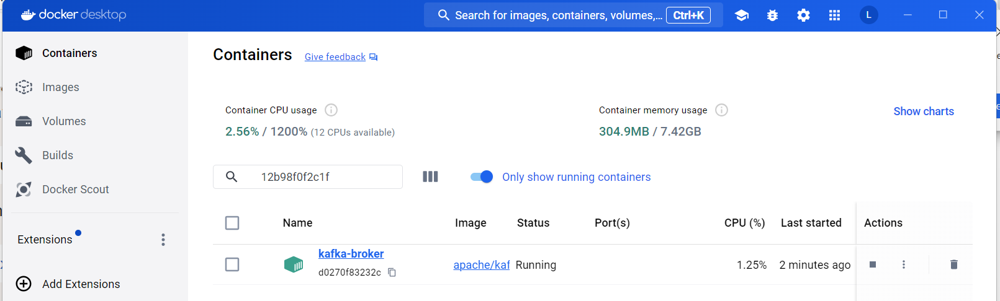 docker desktop
Search for images, containers, volumes,... Ctrl+K
L
Containers
Images
Volumes
Builds
Docker Scout
Extensions
Add Extensions
Containers Give feedback
Container CPU usage
2.56% / 1200% (12 CPUs available)
Container memory usage
304.9MB / 7.42GB
Show charts
12b98f0f2c1f
Only show running containers
Name Image Status Port(s) CPU (%) Last started Actions
kafka-broker
d0270f83232c
apache/kaf Running 1.25% 2 minutes ago